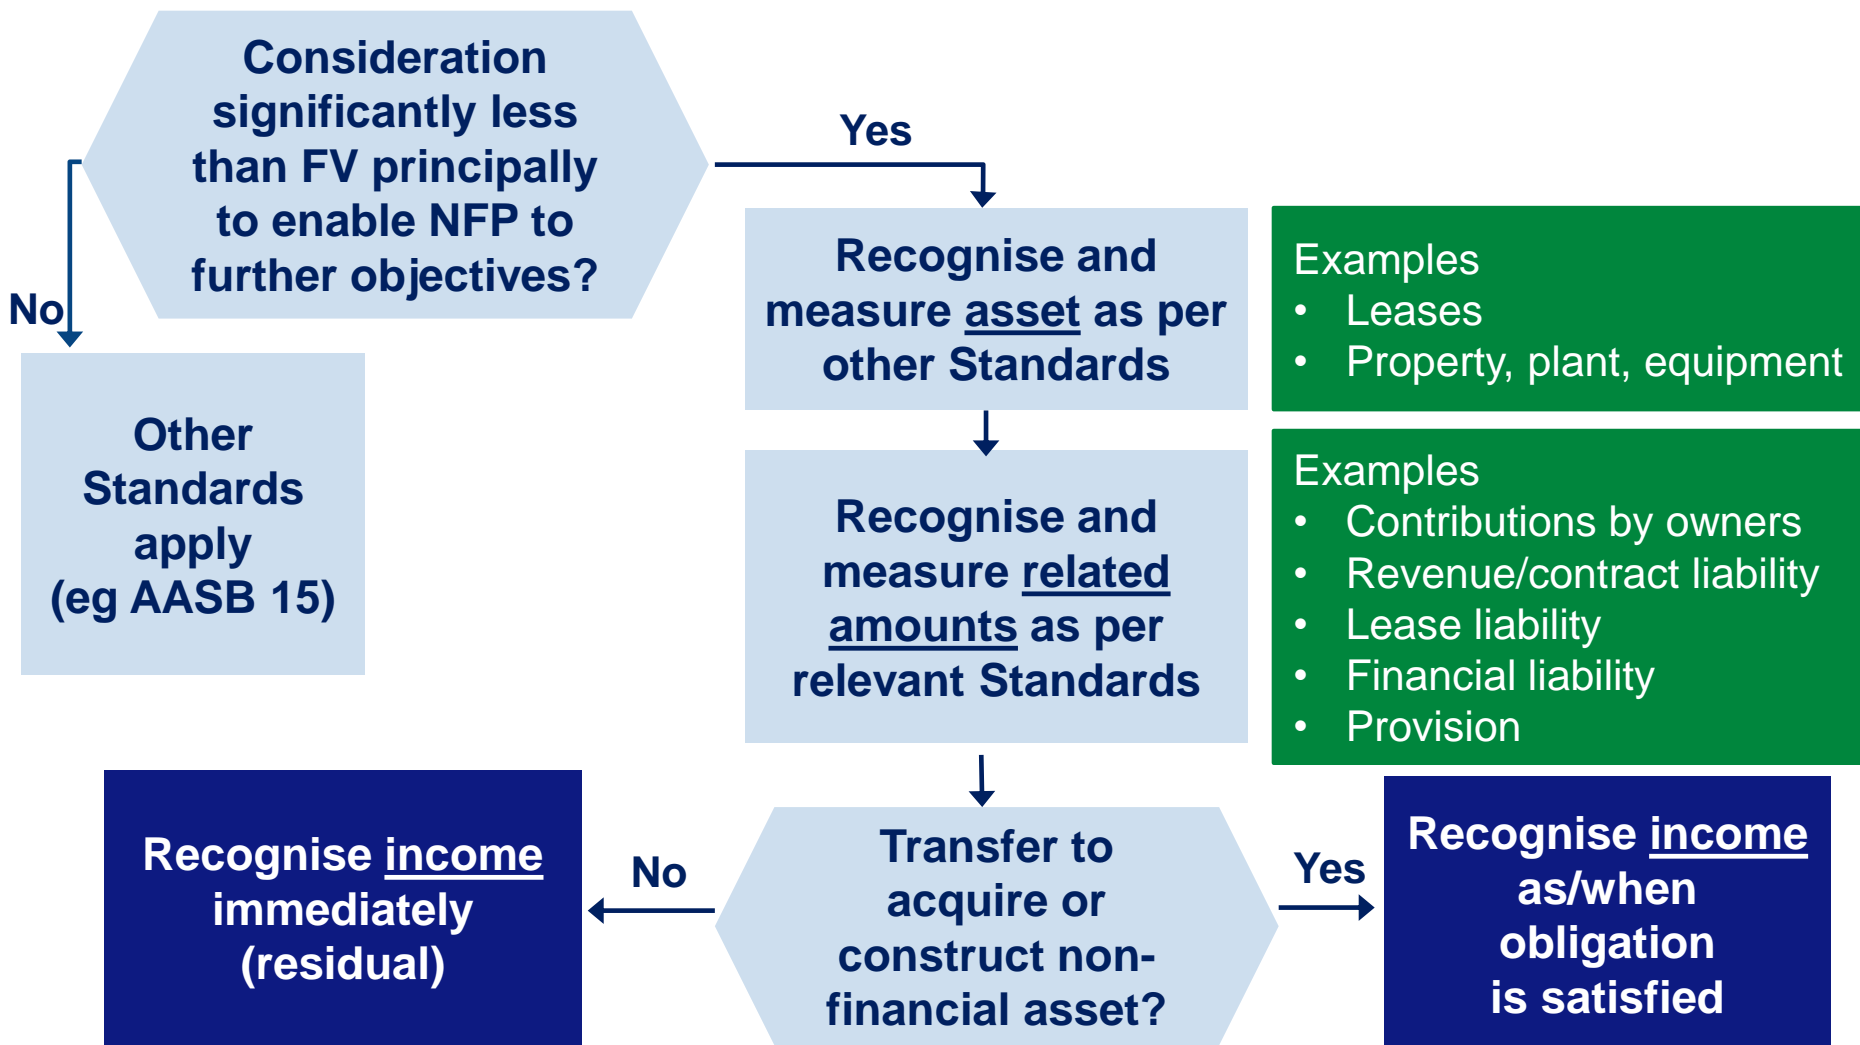 Consideration
significantly less
than FV principally
to enable NFP to
further objectives?
Yes
No
Other
Standards
apply
(eg AASB 15)
Recognise and
measure asset as per
other Standards
Examples
• Leases
• Property, plant, equipment
Recognise and
measure related
amounts as per
relevant Standards
Examples
• Contributions by owners
• Revenue/contract liability
• Lease liability
• Financial liability
• Provision
Transfer to
acquire or
construct non-
financial asset?
No
Recognise income
immediately
(residual)
Yes
Recognise income
as/when
obligation
is satisfied